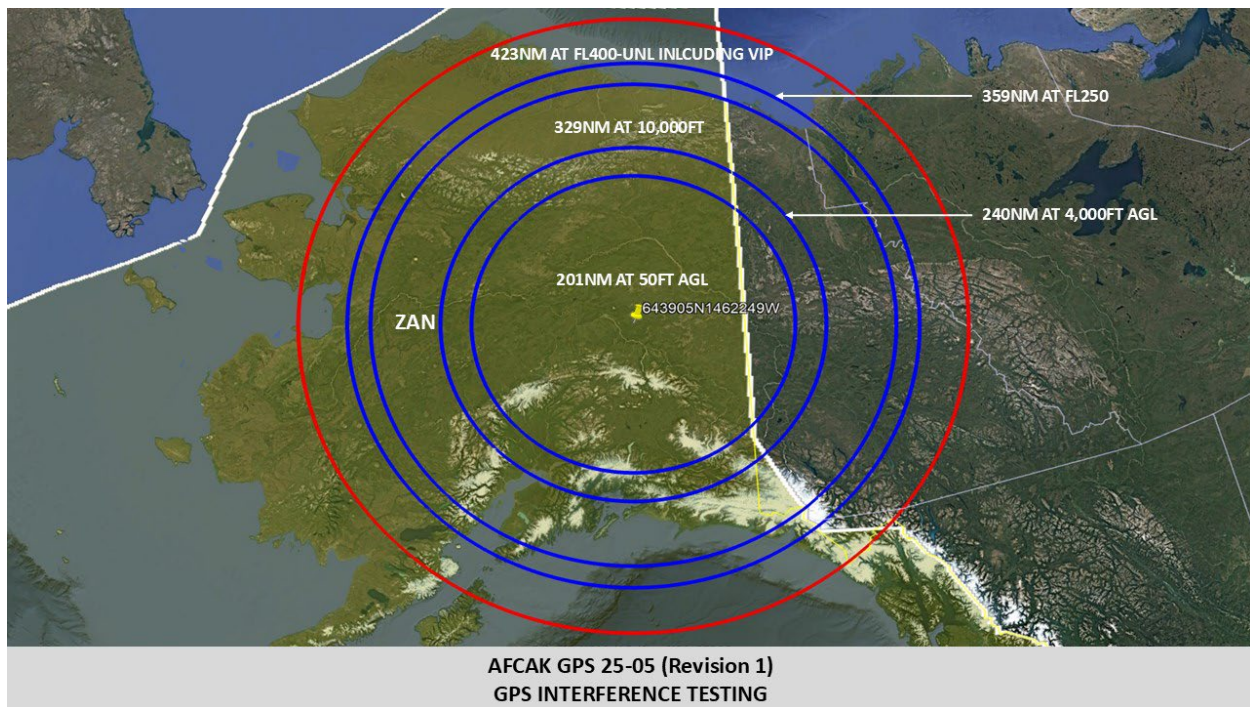 423NM AT FL400-UNL INLCUDING VIP
359NM AT FL250
329NM AT 10,000FT
240NM AT 4,000FT AGL
201NM AT 50FT AGL
643905N1462249W
ZAN
AFCAK GPS 25-05 (Revision 1)
GPS INTERFERENCE TESTING